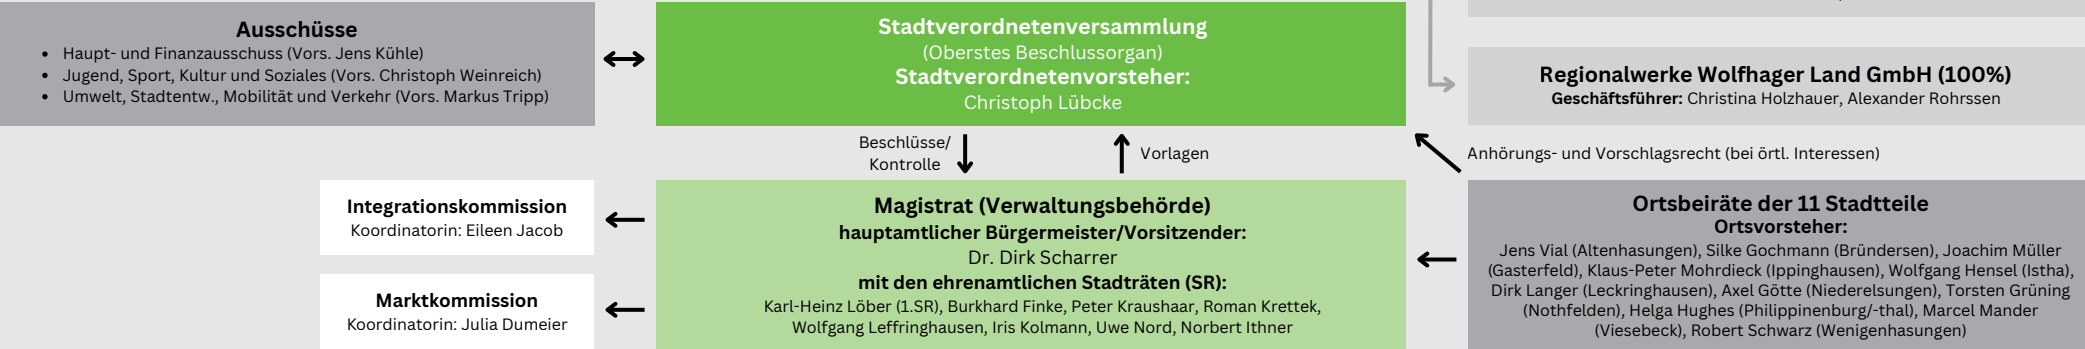 Ausschüsse
• Haupt- und Finanzausschuss (Vors. Jens Kühle)
• Jugend, Sport, Kultur und Soziales (Vors. Christoph Weinreich)
• Umwelt, Stadtentw., Mobilität und Verkehr (Vors. Markus Tripp)
Stadtverordnetenversammlung
(Oberstes Beschlussorgan)
Stadtverordnetenvorsteher:
Christoph Lübcke
Regionalwerke Wolfhager Land GmbH (100%)
Geschäftsführer: Christina Holzhauer, Alexander Rohrssen
Beschlüsse/
Kontrolle
Vorlagen
Anhörungs- und Vorschlagsrecht (bei örtl. Interessen)
Integrationskommission
Koordinatorin: Eileen Jacob
Marktkommission
Koordinatorin: Julia Dumeier
Magistrat (Verwaltungsbehörde)
hauptamtlicher Bürgermeister/Vorsitzender:
Dr. Dirk Scharrer
mit den ehrenamtlichen Stadträten (SR):
Karl-Heinz Löber (1.SR), Burkhard Finke, Peter Kraushaar, Roman Krettek,
Wolfgang Leffringhausen, Iris Kolmann, Uwe Nord, Norbert Ithner
Ortsbeiräte der 11 Stadtteile
Ortsvorsteher:
Jens Vial (Altenhasungen), Silke Gochmann (Bründersen), Joachim Müller
(Gasterfeld), Klaus-Peter Mohrdieck (Ippinghausen), Wolfgang Hensel (Istha),
Dirk Langer (Leckringhausen), Axel Götte (Niederelsungen), Torsten Grüning
(Nothfelden), Helga Hughes (Philippinenburg/-thal), Marcel Mander
(Viesebeck), Robert Schwarz (Wenigenhasungen)